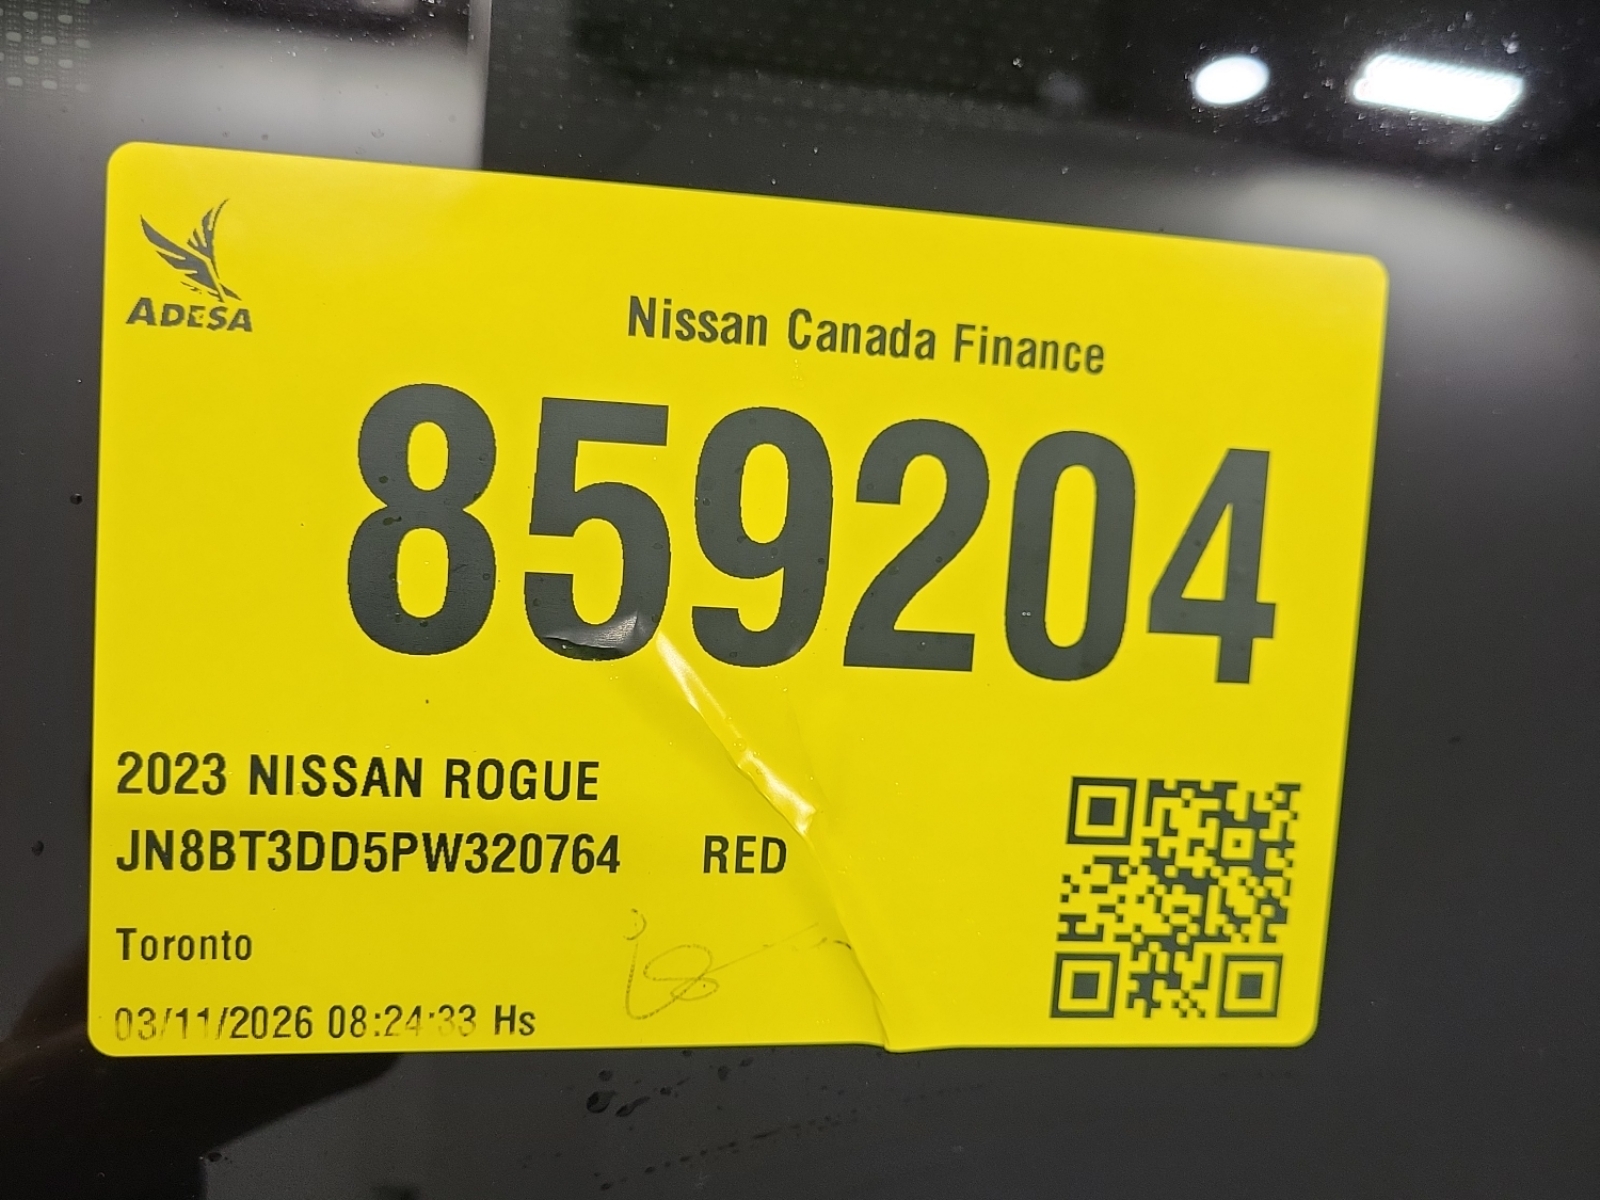 ADESA
Nissan Canada Finance
859204
2023 NISSAN ROGUE
JN8BT3DD5PW320764 RED
Toronto
03/11/2026 08:24:33 Hs